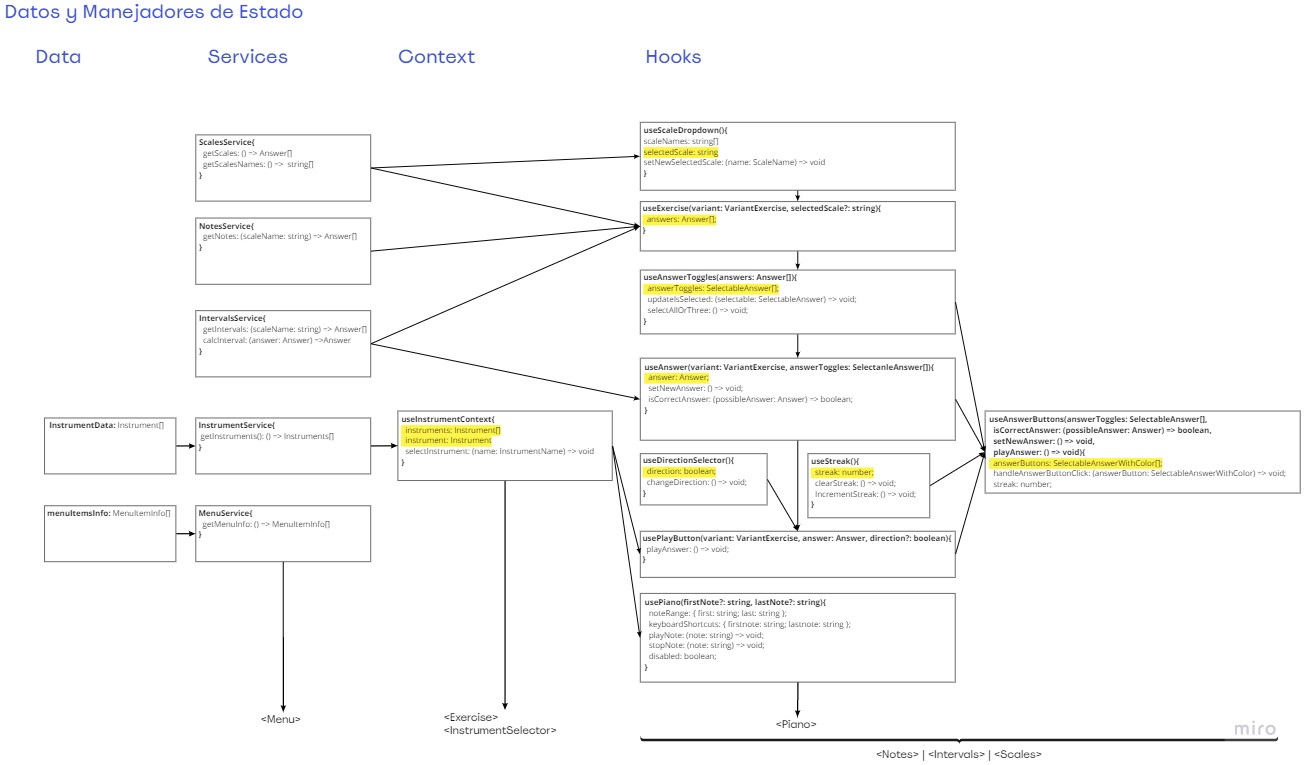 Datos y Manejadores de Estado
Data
Services
Context
Hooks
ScalesService{
getScales: () => Answer[]
getScalesNames: () => string[]
}
NotesService{
getNotes: (scaleName: string) => Answer[]
}
IntervalsService{
getIntervals: (scaleName: string) => Answer[]
calcInterval: (answer: Answer) =>Answer
}
InstrumentData: Instrument[]
InstrumentService{
getInstruments(): () => Instruments[]
}
menuItemsInfo: MenuItemInfo[]
MenuService{
getMenuInfo: () => MenuItemInfo[]
}
useInstrumentContext{
instruments: Instrument[]
instrument: Instrument
selectInstrument: (name: InstrumentName) => void
}
useScaleDropdown(){
scaleNames: string[]
selectedScale: string
setNewSelectedScale: (name: ScaleName) => void
}
useExercise(variant: VariantExercise, selectedScale?: string){
answers: Answer[];
}
useAnswerToggles(answers: Answer[]){
answerToggles: SelectableAnswer[];
updateIsSelected: (selectable: SelectableAnswer) => void;
selectAllOrThree: () => void;
}
useAnswer(variant: VariantExercise, answerToggles: SelectanleAnswer[]){
answer: Answer;
setNewAnswer: () => void;
isCorrectAnswer: (possibleAnswer: Answer) => boolean;
}
useDirectionSelector(){
direction: boolean;
changeDirection: () => void;
}
useStreak(){
streak: number;
clearStreak: () => void;
IncrementStreak: () => void;
}
usePlayButton(variant: VariantExercise, answer: Answer, direction?: boolean){
playAnswer: () => void;
}
usePiano(firstNote?: string, lastNote?: string){
noteRange: { first: string; last: string };
keyboardShortcuts: { firstnote: string; lastnote: string };
playNote: (note: string) => void;
stopNote: (note: string) => void;
disabled: boolean;
}
useAnswerButtons(answerToggles: SelectableAnswer[],
isCorrectAnswer: (possibleAnswer: Answer) => boolean,
setNewAnswer: () => void,
playAnswer: () => void){
answerButtons: SelectableAnswerWithColor[];
handleAnswerButtonClick: (answerButton: SelectableAnswerWithColor) => void;
streak: number;
<Menu>
<Exercise>
<InstrumentSelector>
<Piano>
miro
<Notes> | <Intervals> | <Scales>